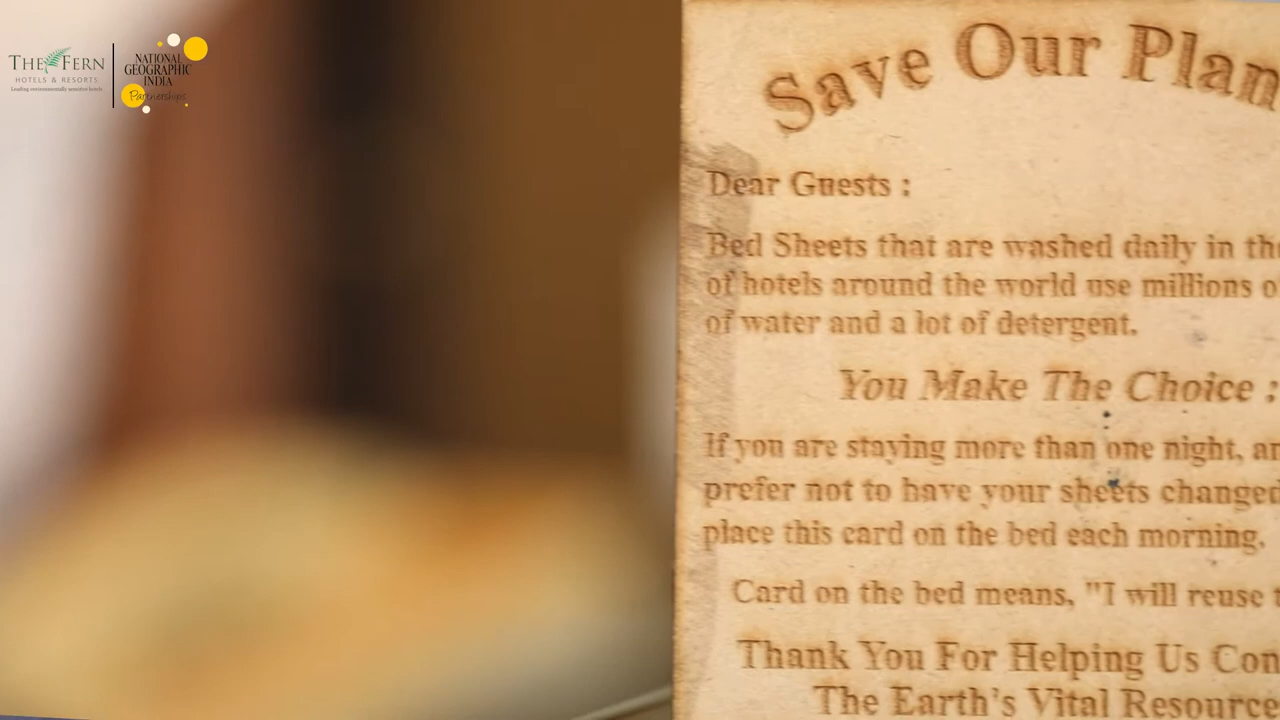 THE FERN
HOTELS & RESORTS
Leading environmentally sensitive hotels
NATIONAL
GEOGRAPHIC
INDIA
Partnerships
Save Our Plan
Dear Guests :
Bed Sheets that are washed daily in th
of hotels around the world use millions o
of water and a lot of detergent.
You Make The Choice :
If you are staying more than one night, an
prefer not to have your sheets changed
place this card on the bed each morning.
Card on the bed means, "I will reuse t
Thank You For Helping Us Con
The Earth's Vital Resource